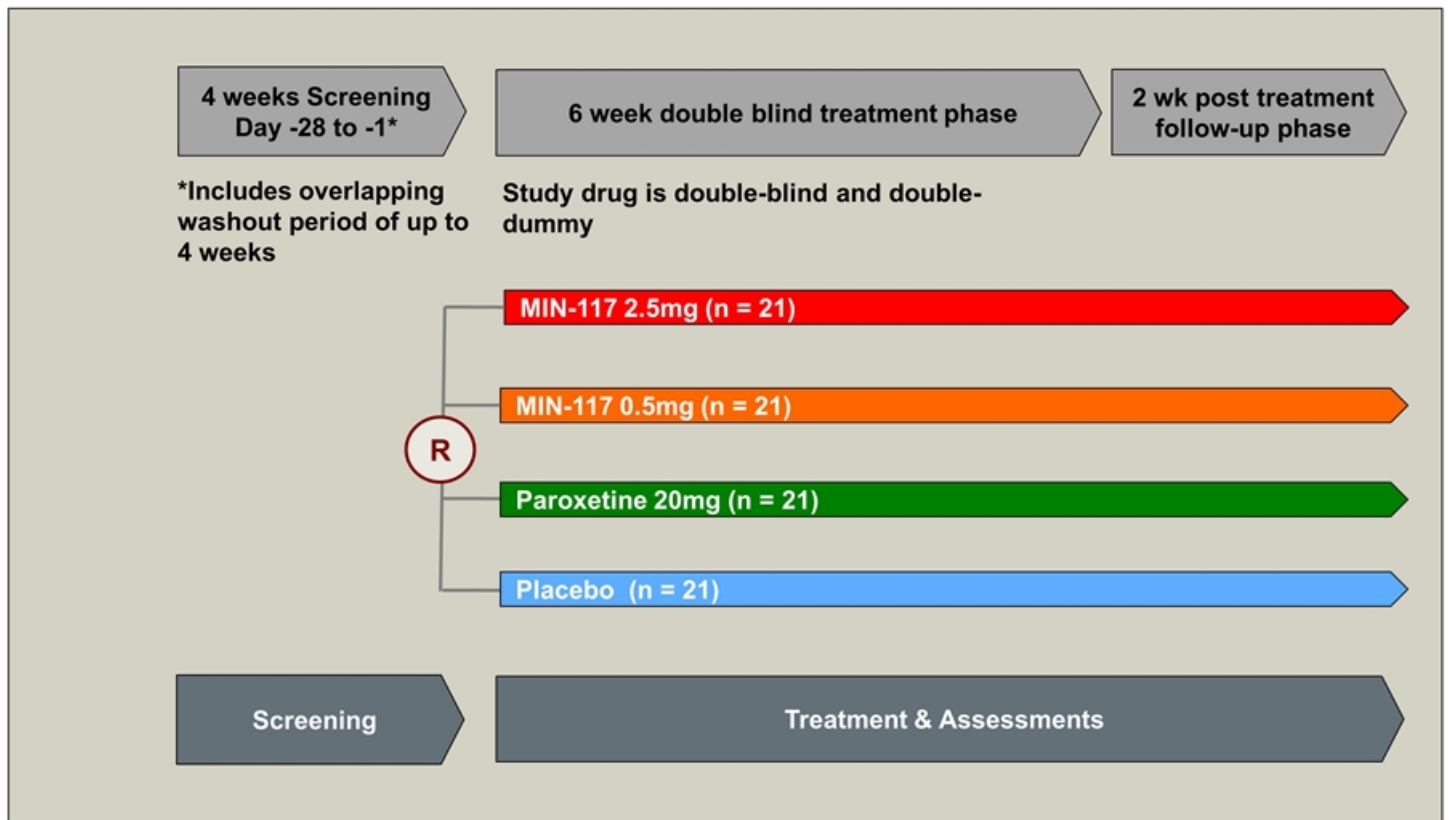 4 weeks Screening
Day -28 to -1*
6 week double blind treatment phase
2 wk post treatment
follow-up phase
*Includes overlapping
washout period of up to
4 weeks
Study drug is double-blind and double-
dummy
MIN-117 2.5mg (n = 21)
MIN-117 0.5mg (n = 21)
R
Paroxetine 20mg (n = 21)
Placebo  (n = 21)
Screening
Treatment & Assessments